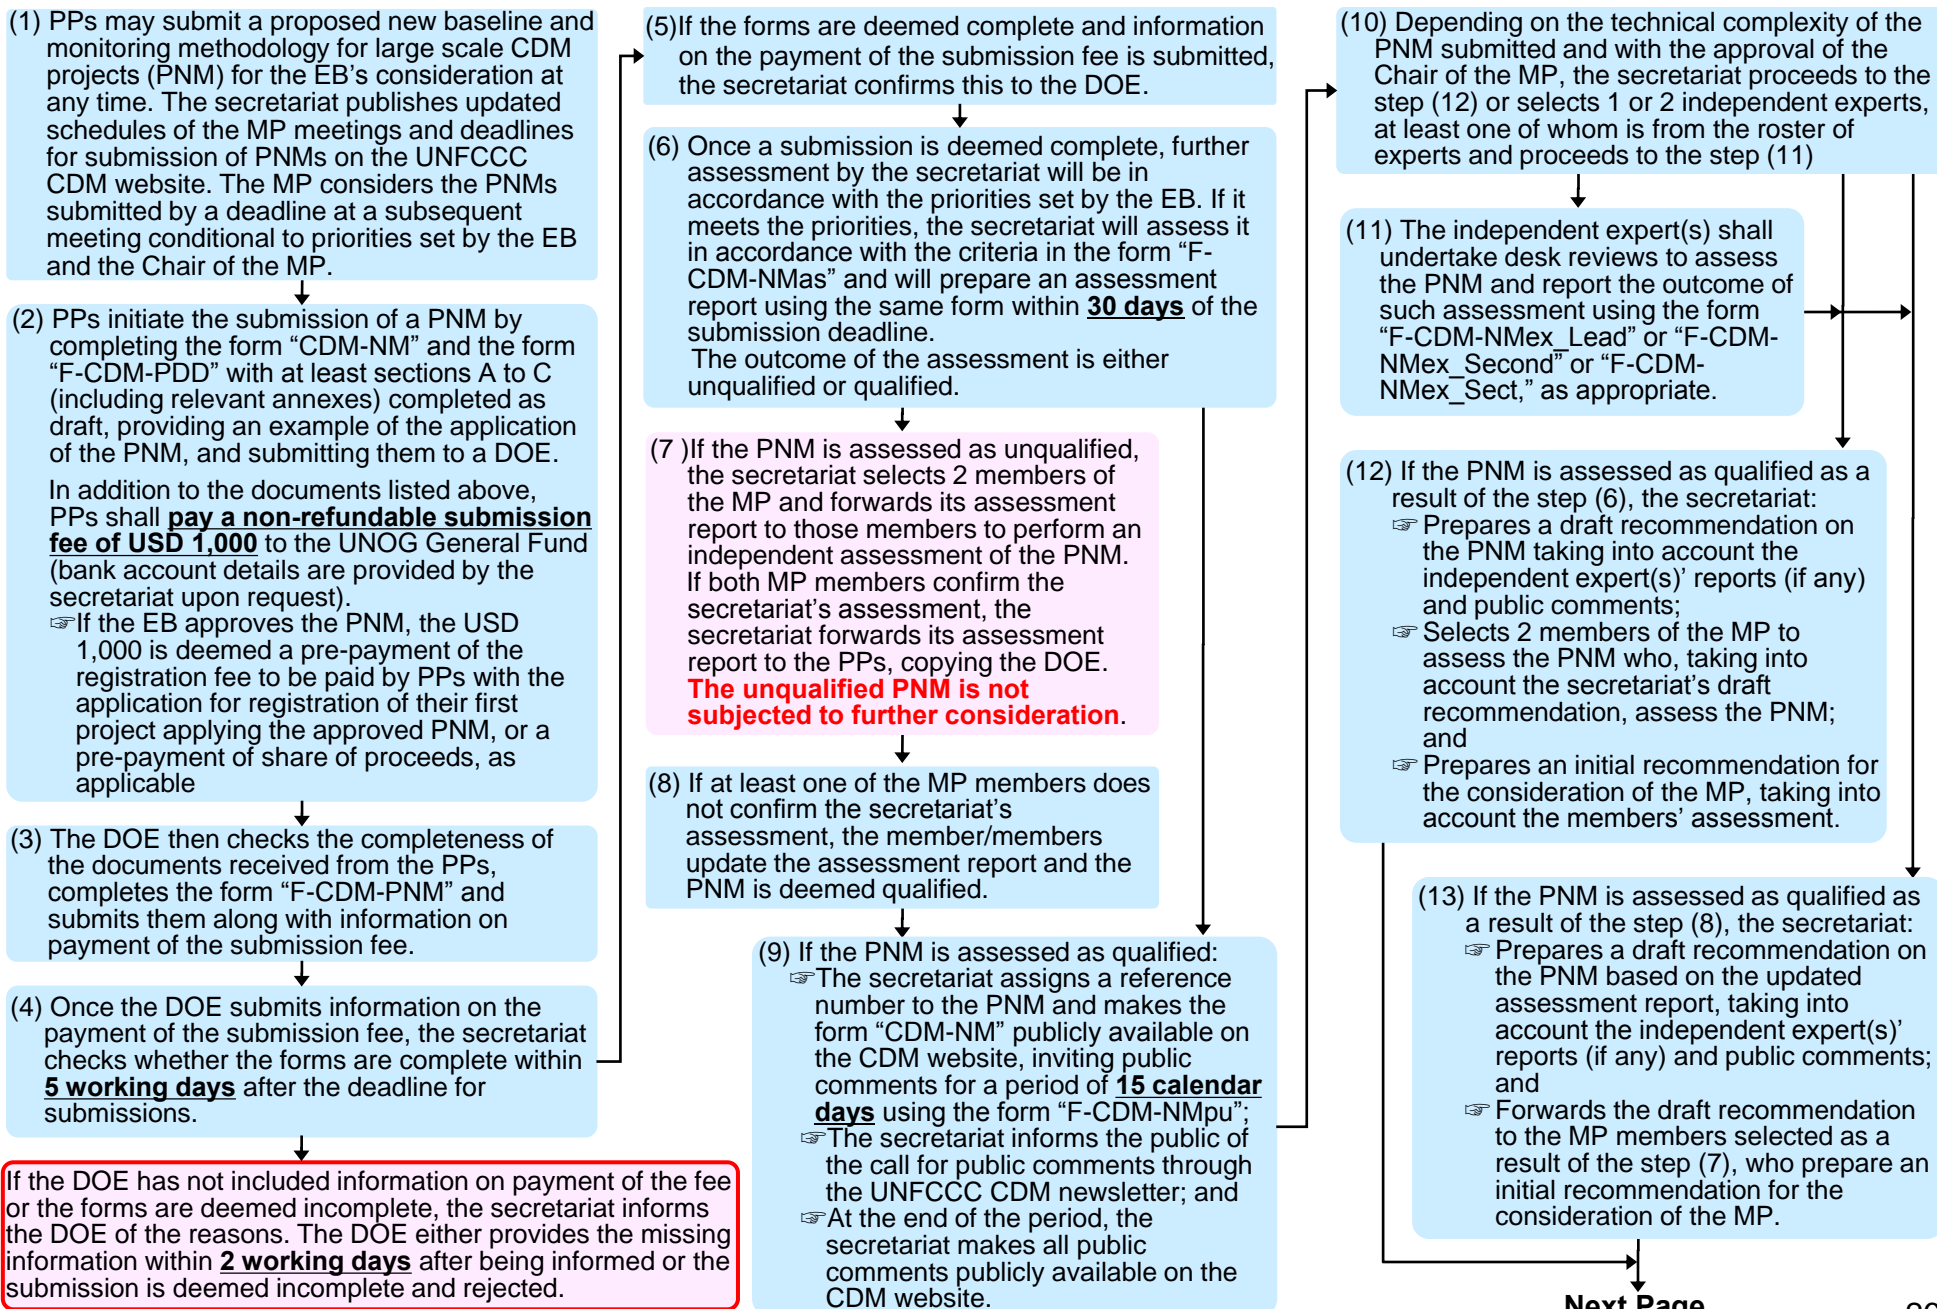 (1) PPs may submit a proposed new baseline and
monitoring methodology for large scale CDM
projects (PNM) for the EB's consideration at
any time. The secretariat publishes updated
schedules of the MP meetings and deadlines
for submission of PNMs on the UNFCCC
CDM website. The MP considers the PNMs
submitted by a deadline at a subsequent
meeting conditional to priorities set by the EB
and the Chair of the MP.
(2) PPs initiate the submission of a PNM by
completing the form “CDM-NM” and the form
“F-CDM-PDD” with at least sections A to C
(including relevant annexes) completed as
draft, providing an example of the application
of the PNM, and submitting them to a DOE.
In addition to the documents listed above,
PPs shall pay a non-refundable submission
fee of USD 1,000 to the UNOG General Fund
(bank account details are provided by the
secretariat upon request).
☞If the EB approves the PNM, the USD
1,000 is deemed a pre-payment of the
registration fee to be paid by PPs with the
application for registration of their first
project applying the approved PNM, or a
pre-payment of share of proceeds, as
applicable
(3) The DOE then checks the completeness of
the documents received from the PPs,
completes the form “F-CDM-PNM” and
submits them along with information on
payment of the submission fee.
(4) Once the DOE submits information on the
payment of the submission fee, the secretariat
checks whether the forms are complete within
5 working days after the deadline for
submissions.
If the DOE has not included information on payment of the fee
or the forms are deemed incomplete, the secretariat informs
the DOE of the reasons. The DOE either provides the missing
information within 2 working days after being informed or the
submission is deemed incomplete and rejected.
(5)If the forms are deemed complete and information
on the payment of the submission fee is submitted,
the secretariat confirms this to the DOE.
(6) Once a submission is deemed complete, further
assessment by the secretariat will be in
accordance with the priorities set by the EB. If it
meets the priorities, the secretariat will assess it
in accordance with the criteria in the form “F-
CDM-NMas” and will prepare an assessment
report using the same form within 30 days of the
submission deadline.
The outcome of the assessment is either
unqualified or qualified.
(7 )If the PNM is assessed as unqualified,
the secretariat selects 2 members of
the MP and forwards its assessment
report to those members to perform an
independent assessment of the PNM.
If both MP members confirm the
secretariat's assessment, the
secretariat forwards its assessment
report to the PPs, copying the DOE.
The unqualified PNM is not
subjected to further consideration.
(8) If at least one of the MP members does
not confirm the secretariat's
assessment, the member/members
update the assessment report and the
PNM is deemed qualified.
(9) If the PNM is assessed as qualified:
☞The secretariat assigns a reference
number to the PNM and makes the
form “CDM-NM” publicly available on
the CDM website, inviting public
comments for a period of 15 calendar
days using the form “F-CDM-NMpu”;
☞The secretariat informs the public of
the call for public comments through
the UNFCCC CDM newsletter; and
☞At the end of the period, the
secretariat makes all public
comments publicly available on the
CDM website.
(10) Depending on the technical complexity of the
PNM submitted and with the approval of the
Chair of the MP, the secretariat proceeds to the
step (12) or selects 1 or 2 independent experts,
at least one of whom is from the roster of
experts and proceeds to the step (11)
(11) The independent expert(s) shall
undertake desk reviews to assess
the PNM and report the outcome of
such assessment using the form
“F-CDM-NMex_Lead” or “F-CDM-
NMex_Second” or “F-CDM-
NMex_Sect,” as appropriate.
(12) If the PNM is assessed as qualified as a
result of the step (6), the secretariat:
☞ Prepares a draft recommendation on
the PNM taking into account the
independent expert(s)' reports (if any)
and public comments;
☞ Selects 2 members of the MP to
assess the PNM who, taking into
account the secretariat's draft
recommendation, assess the PNM;
and
☞ Prepares an initial recommendation for
the consideration of the MP, taking into
account the members' assessment.
(13) If the PNM is assessed as qualified as
a result of the step (8), the secretariat:
☞ Prepares a draft recommendation on
the PNM based on the updated
assessment report, taking into
account the independent expert(s)'
reports (if any) and public comments;
and
☞ Forwards the draft recommendation
to the MP members selected as a
result of the step (7), who prepare an
initial recommendation for the
consideration of the MP.
Next Page